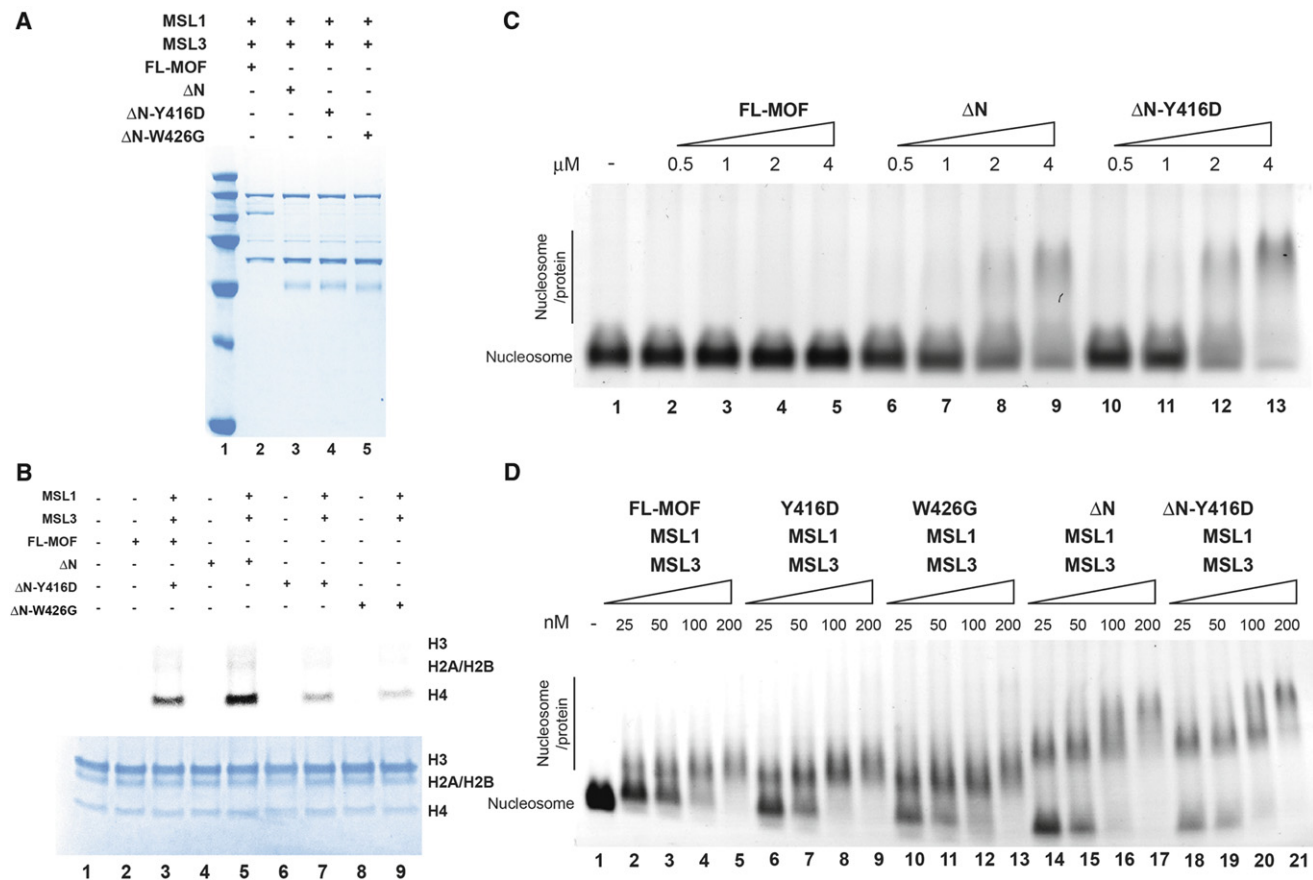 A
MSL1 + + + +
MSL3 + + + +
FL-MOF + - - -
ΔN - + - -
ΔN-Y416D - - + -
ΔN-W426G - - - +
1 2 3 4 5
B
MSL1 - - + - + - + - +
MSL3 - - + - + - + - +
FL-MOF - + + - - - - - -
ΔN - - - + + - - - -
ΔN-Y416D - - + - - + + - -
ΔN-W426G - - - - - - - + +
H3
H2A/H2B
H4
H3
H2A/H2B
H4
1 2 3 4 5 6 7 8 9
C
FL-MOF ΔN ΔN-Y416D
μM - 0.5 1 2 4 0.5 1 2 4 0.5 1 2 4
Nucleosome
/protein
Nucleosome
1 2 3 4 5 6 7 8 9 10 11 12 13
D
FL-MOF Y416D W426G ΔN ΔN-Y416D
MSL1 MSL1 MSL1 MSL1 MSL1
MSL3 MSL3 MSL3 MSL3 MSL3
nM - 25 50 100 200 25 50 100 200 25 50 100 200 25 50 100 200 25 50 100 200
Nucleosome
/protein
Nucleosome
1 2 3 4 5 6 7 8 9 10 11 12 13 14 15 16 17 18 19 20 21